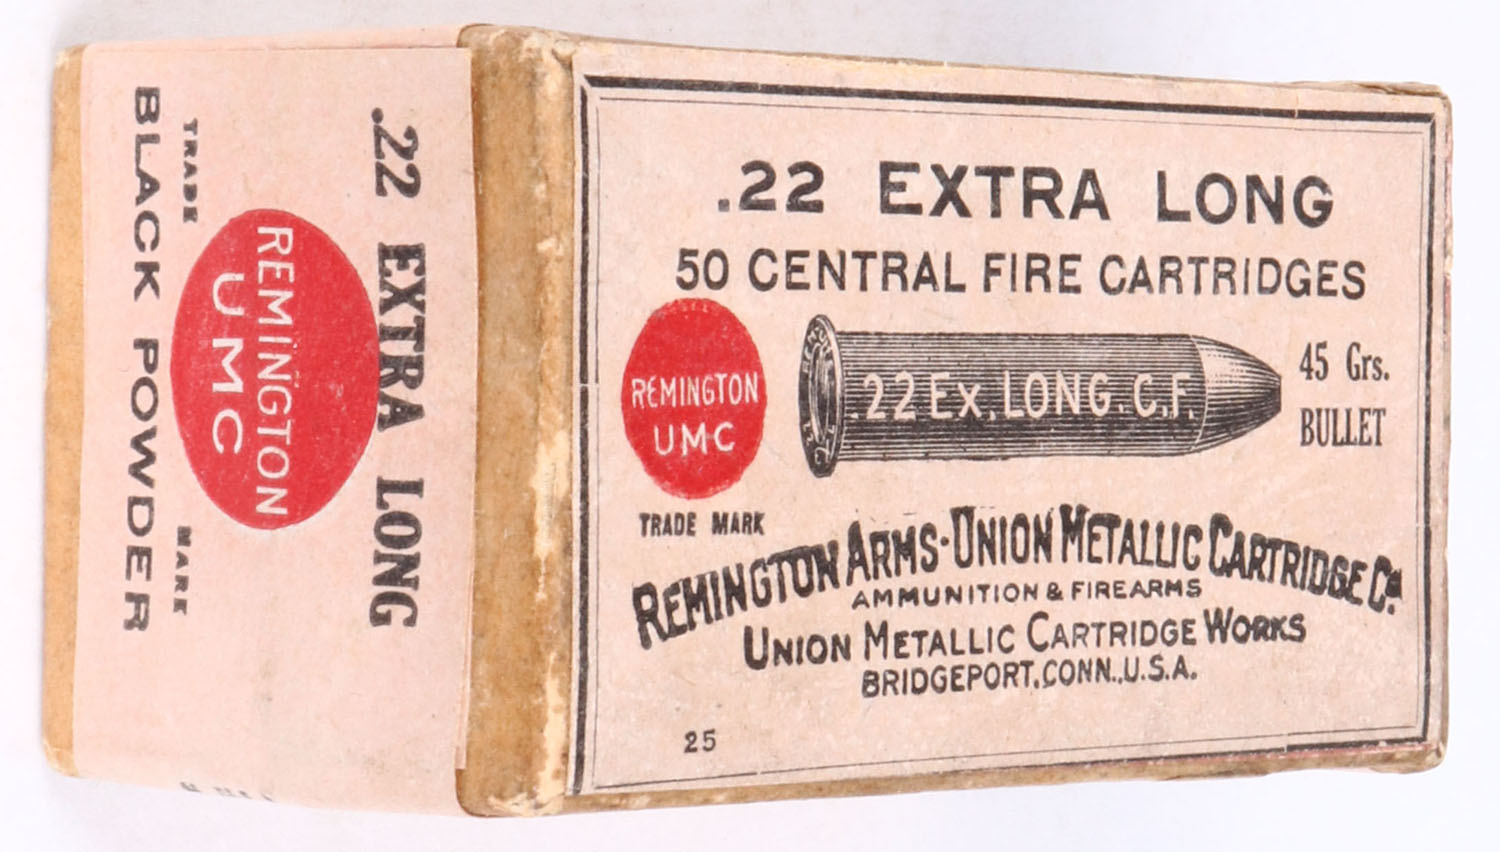 .22 EXTRA LONG
50 CENTRAL FIRE CARTRIDGES
REMINGTON
UMC
TRADE MARK
.22 Ex. LONG. C.F.
45 Grs.
BULLET
REMINGTON ARMS-UNION METALLIC CARTRIDGE Co.
AMMUNITION & FIREARMS
UNION METALLIC CARTRIDGE WORKS
BRIDGEPORT, CONN., U.S.A.
25
.22 EXTRA LONG
REMINGTON
UMC
TRADE MARK
BLACK POWDER